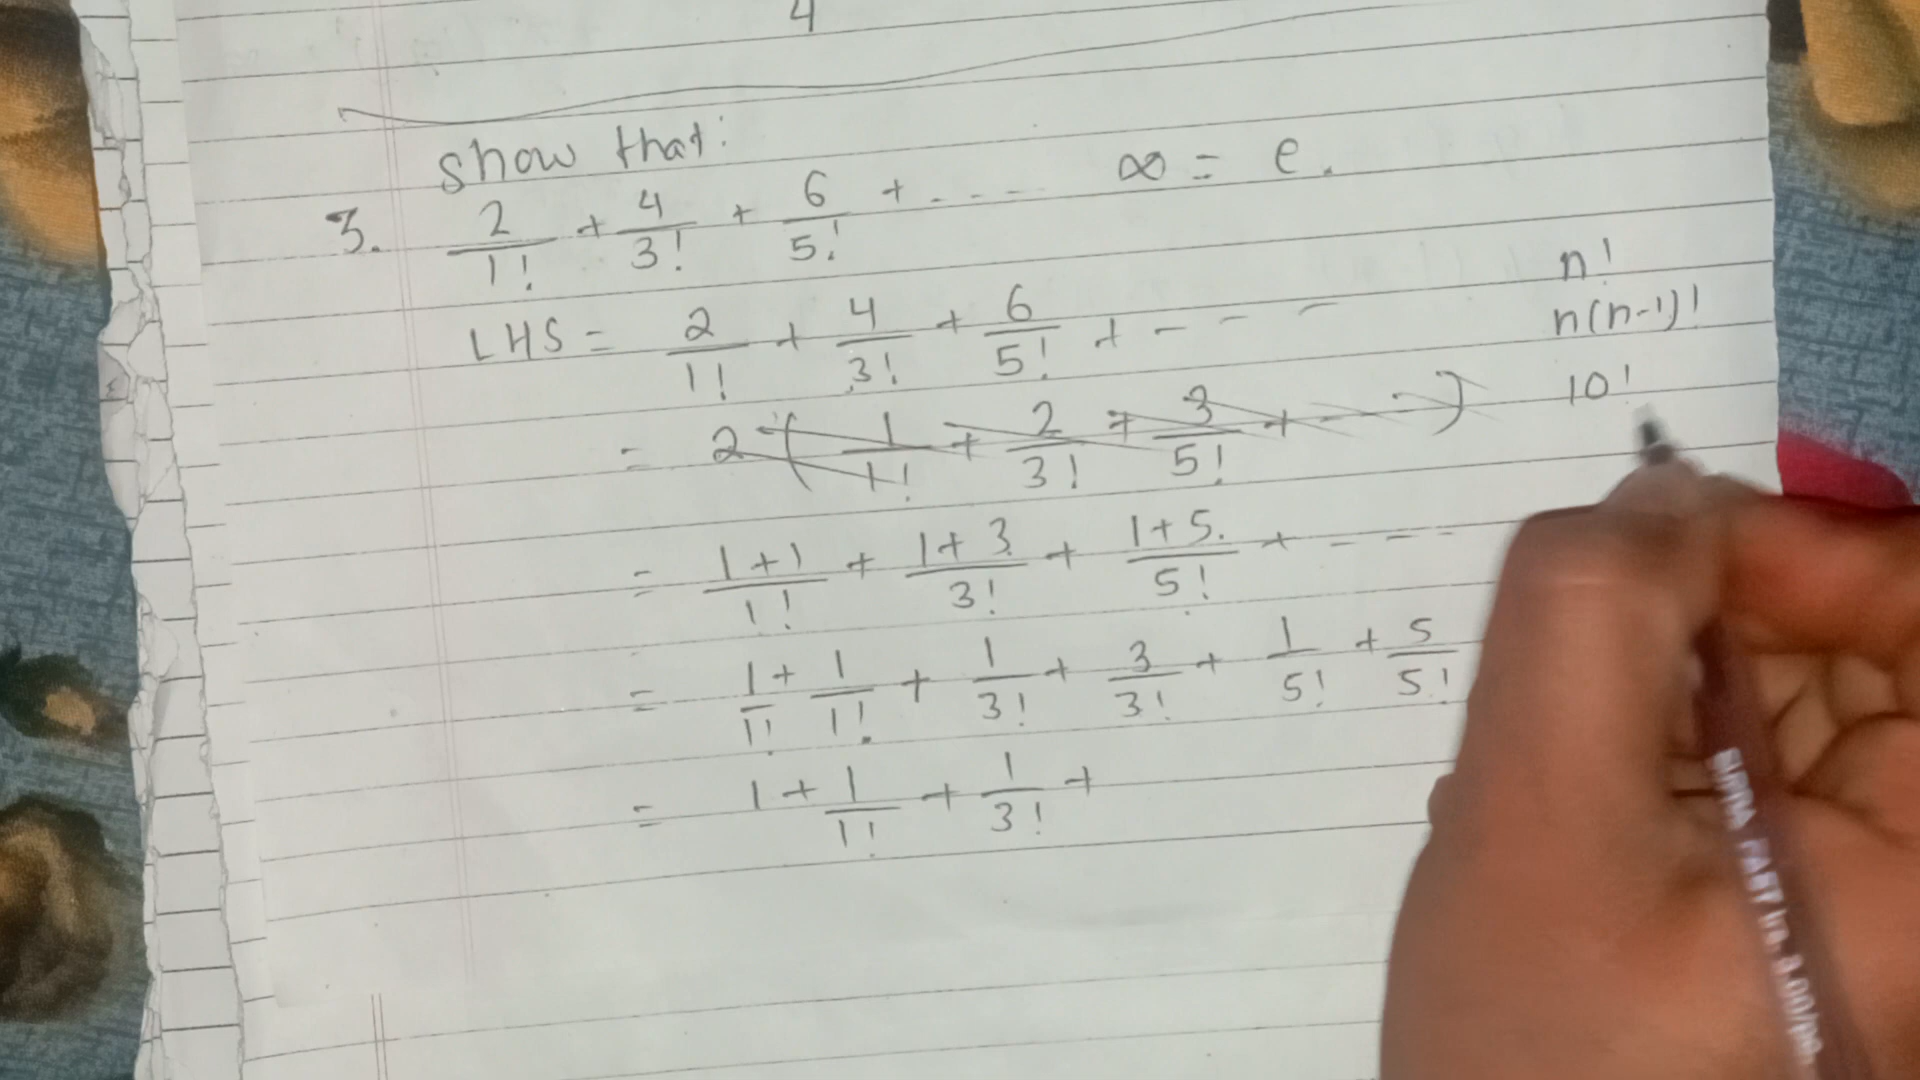 4
show that:
3. 2/1! + 4/3! + 6/5! + ---- ∞ = e.
LHS = 2/1! + 4/3! + 6/5! + ---
n!
n(n-1)!
10!
= 2 ( 1/1! + 2/3! + 3/5! + ---- )
= 1+1/1! + 1+3/3! + 1+5./5! + ----
= 1/1! + 1/1! + 1/3! + 3/3! + 1/5! + 5/5!
= 1 + 1/1! + 1/3! +